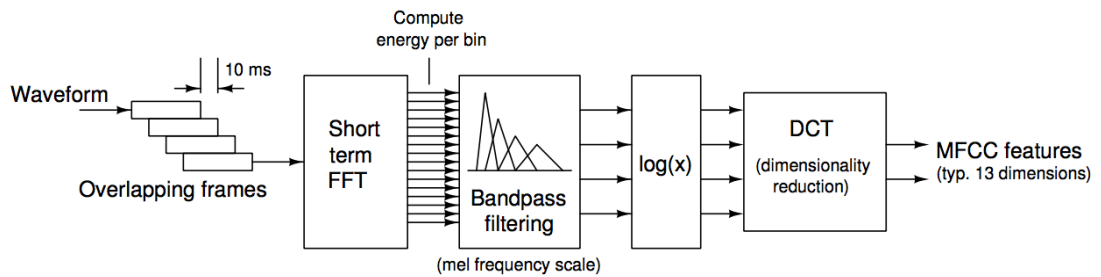 Compute
energy per bin
10 ms
Waveform
Overlapping frames
Short
term
FFT
Bandpass
filtering
(mel frequency scale)
log(x)
DCT
(dimensionality
reduction)
MFCC features
(typ. 13 dimensions)